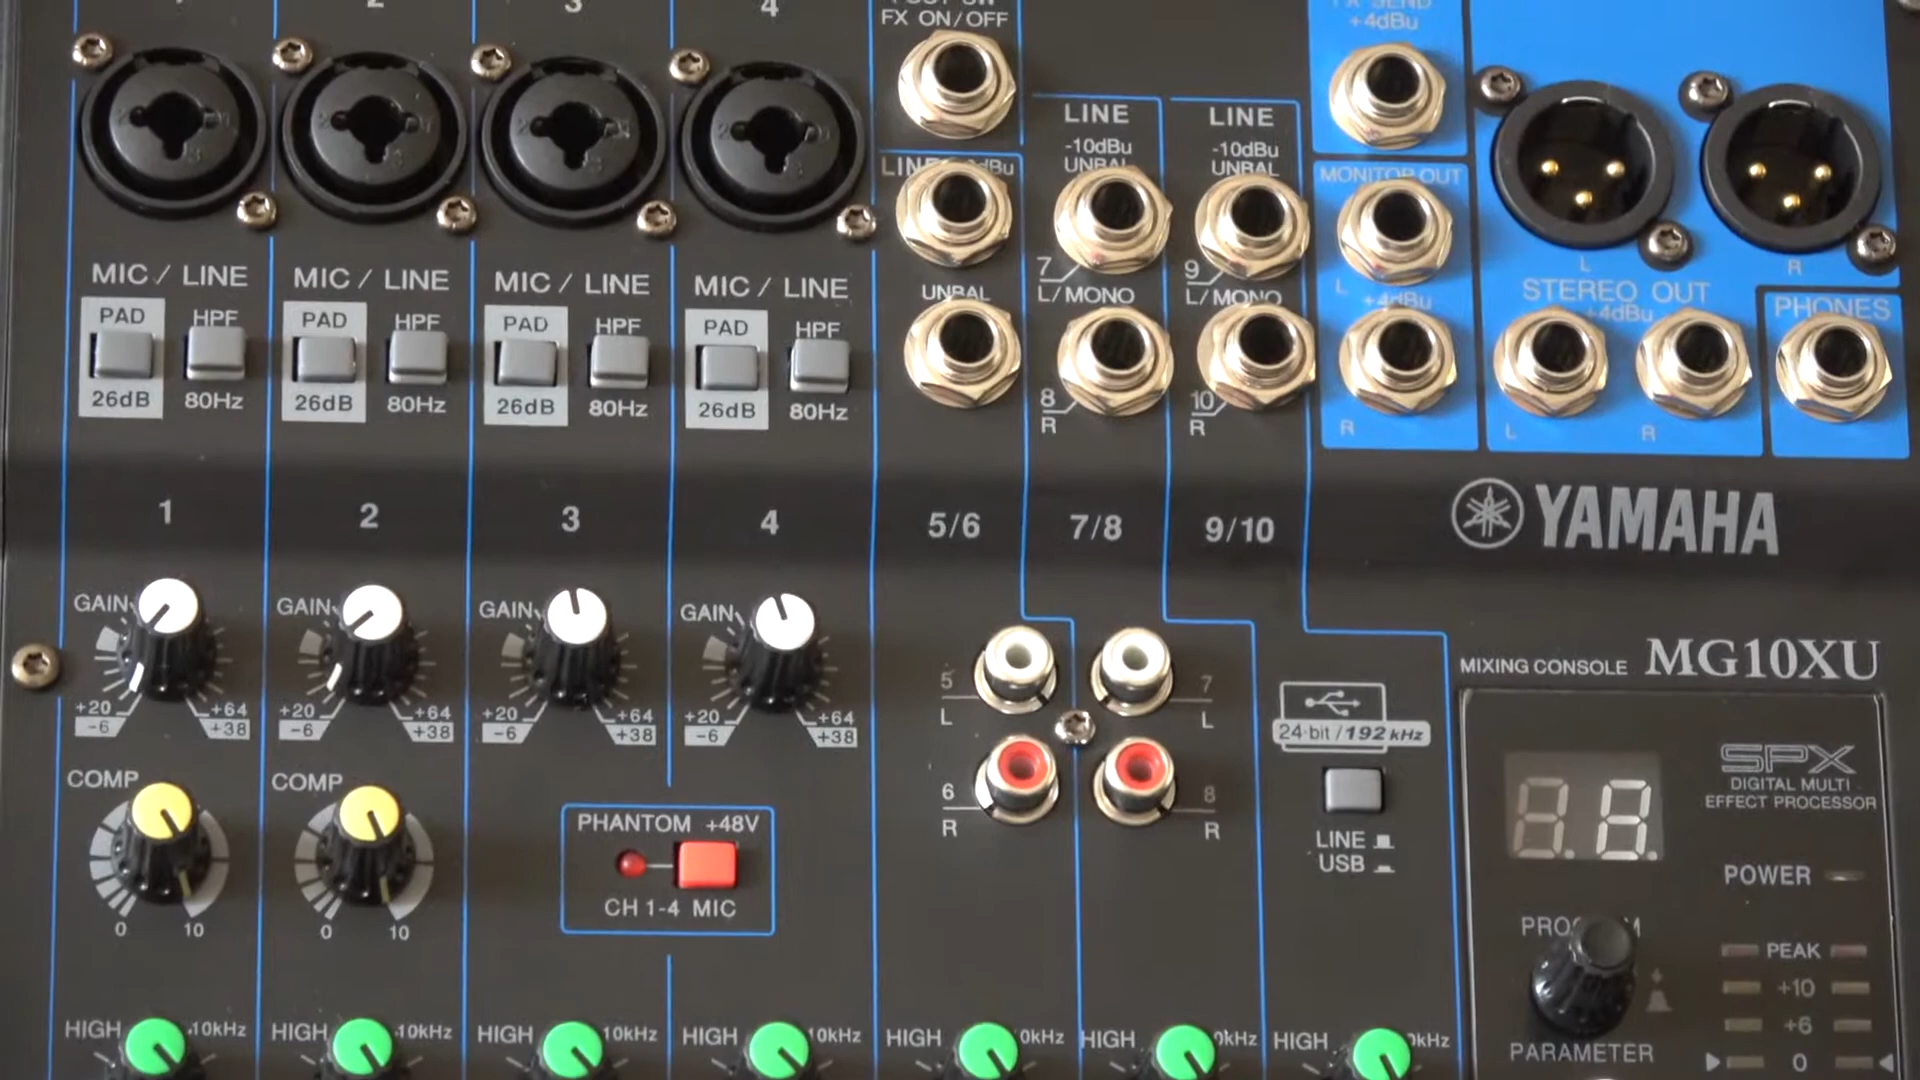 2
3
4
FX ON/OFF
+4dBu
LINE
-10dBu
UNBAL
LINE
-10dBu
UNBAL
MONITOR OUT
7
L/MONO
9
L/MONO
L
+4dBu
L
R
STEREO OUT
+4dBu
PHONES
UNBAL
MIC / LINE
MIC / LINE
MIC / LINE
MIC / LINE
PAD
HPF
PAD
HPF
PAD
HPF
PAD
HPF
26dB
80Hz
26dB
80Hz
26dB
80Hz
26dB
80Hz
8
R
10
R
R
L
R
1
2
3
4
5/6
7/8
9/10
YAMAHA
GAIN
GAIN
GAIN
GAIN
MIXING CONSOLE MG10XU
+20
-6
+64
+38
+20
-6
+64
+38
+20
-6
+64
+38
+20
-6
+64
+38
5
L
7
L
24-bit/192kHz
6
R
8
R
LINE
USB
SPX
DIGITAL MULTI
EFFECT PROCESSOR
COMP
COMP
0
10
0
10
PHANTOM +48V
CH 1-4 MIC
POWER
PEAK
+10
+6
0
PARAMETER
HIGH
10kHz
HIGH
10kHz
HIGH
10kHz
HIGH
10kHz
HIGH
HIGH
HIGH